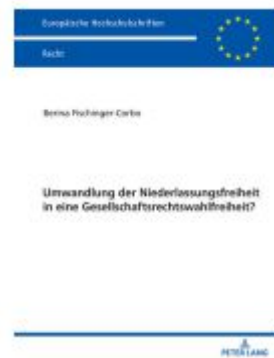 Europäische Hochschulschriften
Recht
Berina Fischinger-Corbo
Umwandlung der Niederlassungsfreiheit
in eine Gesellschaftsrechtswahlfreiheit?
PETER LANG